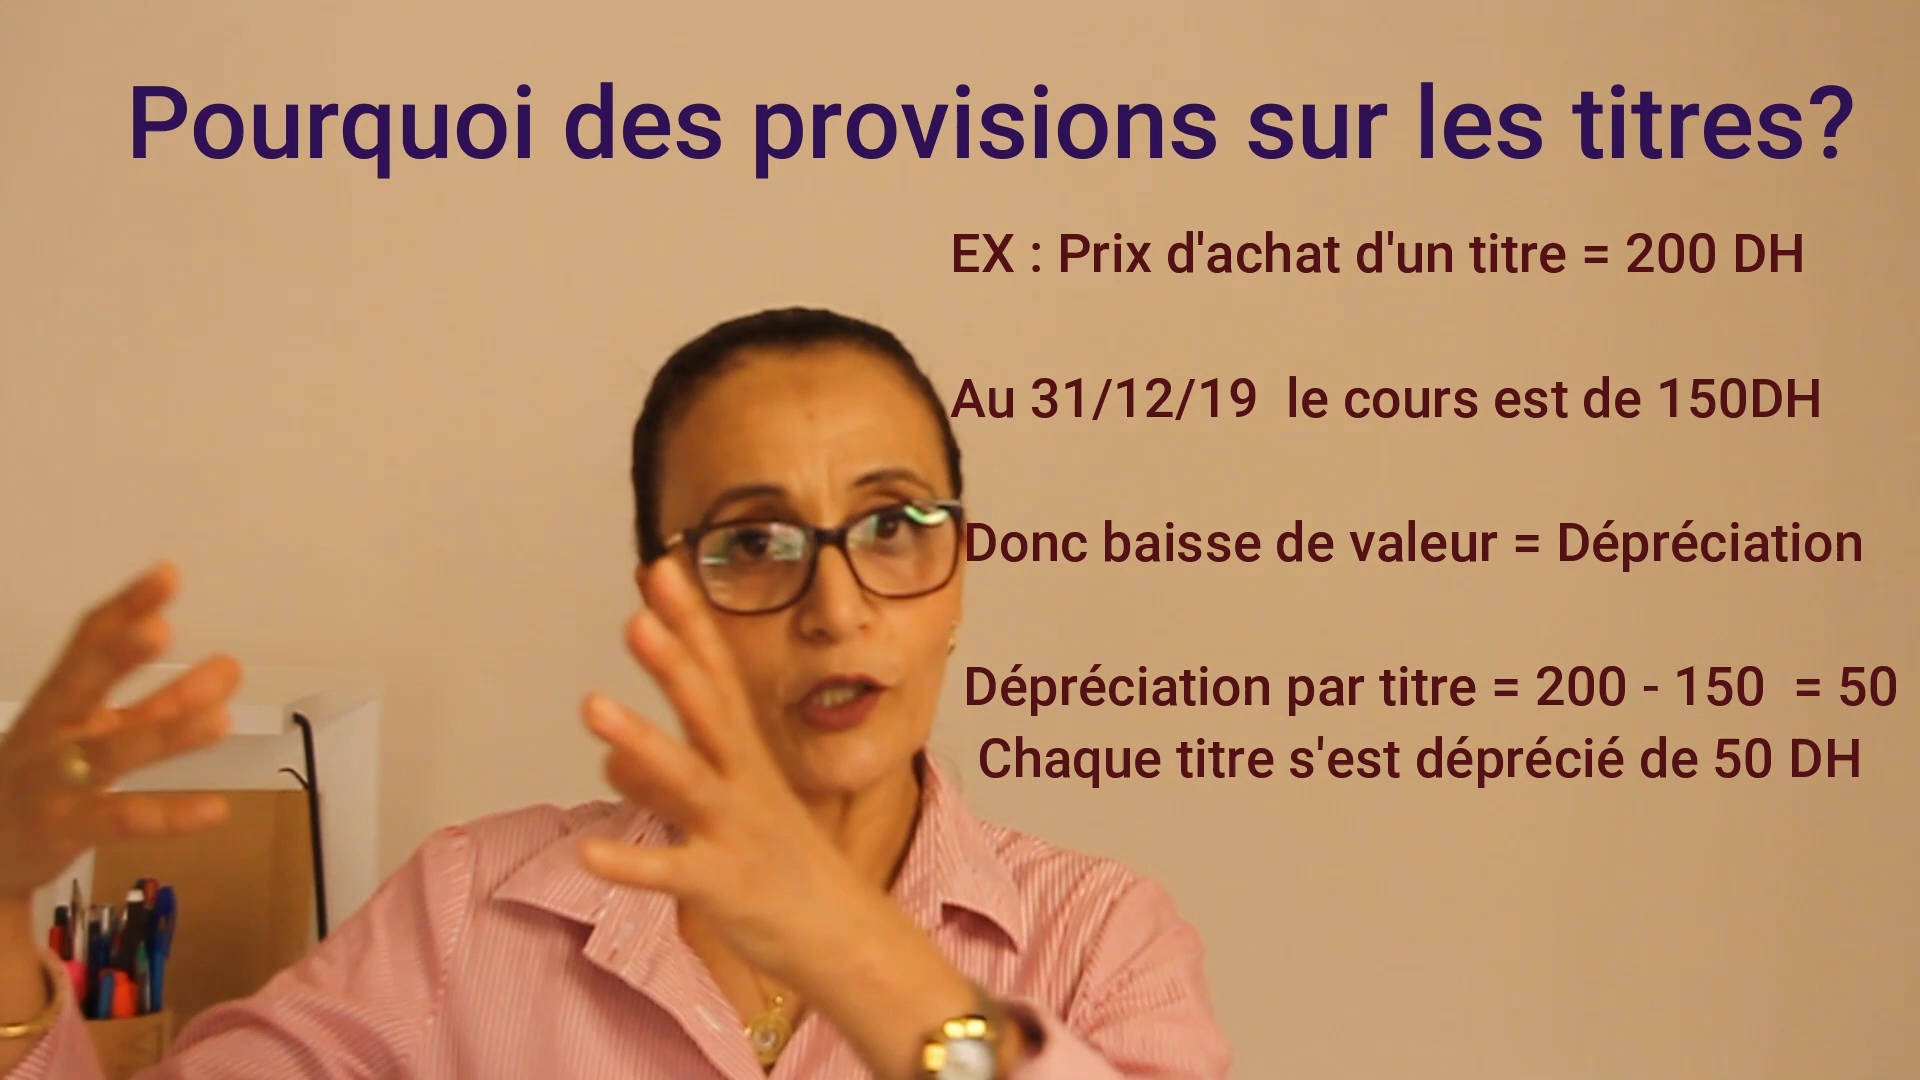 Pourquoi des provisions sur les titres?
EX : Prix d'achat d'un titre = 200 DH
Au 31/12/19 le cours est de 150DH
Donc baisse de valeur = Dépréciation
Dépréciation par titre = 200 - 150 = 50
Chaque titre s'est déprécié de 50 DH